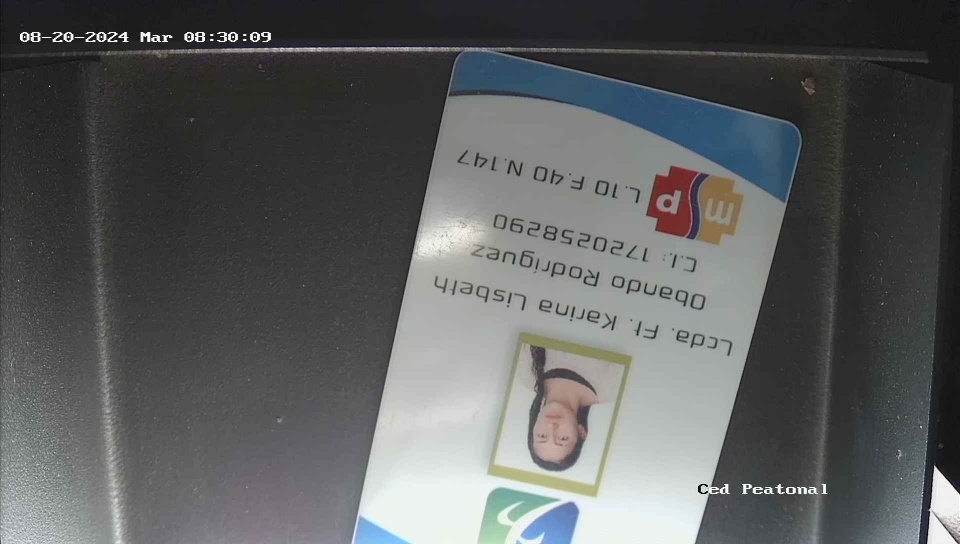 08-20-2024 Mar 08:30:09
Lcda. Ft. Karina Lisbeth
Obando Rodriguez
C.I.: 1720258290
L.10 F.40 N.147
mp
Ced Peatonal